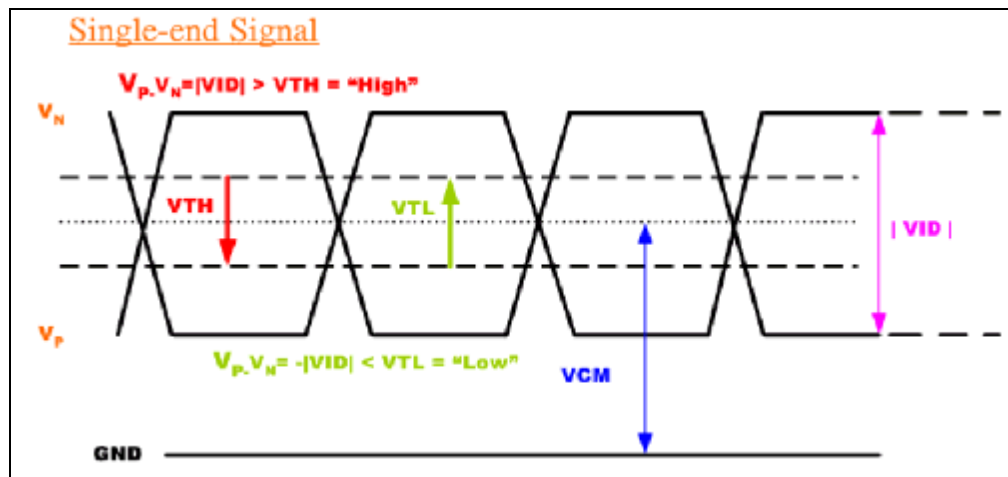 Single-end Signal
VP-VN=|VID| > VTH = "High"
VN
VTH
VTL
| VID |
VP
VP-VN= -|VID| < VTL = "Low"
VCM
GND